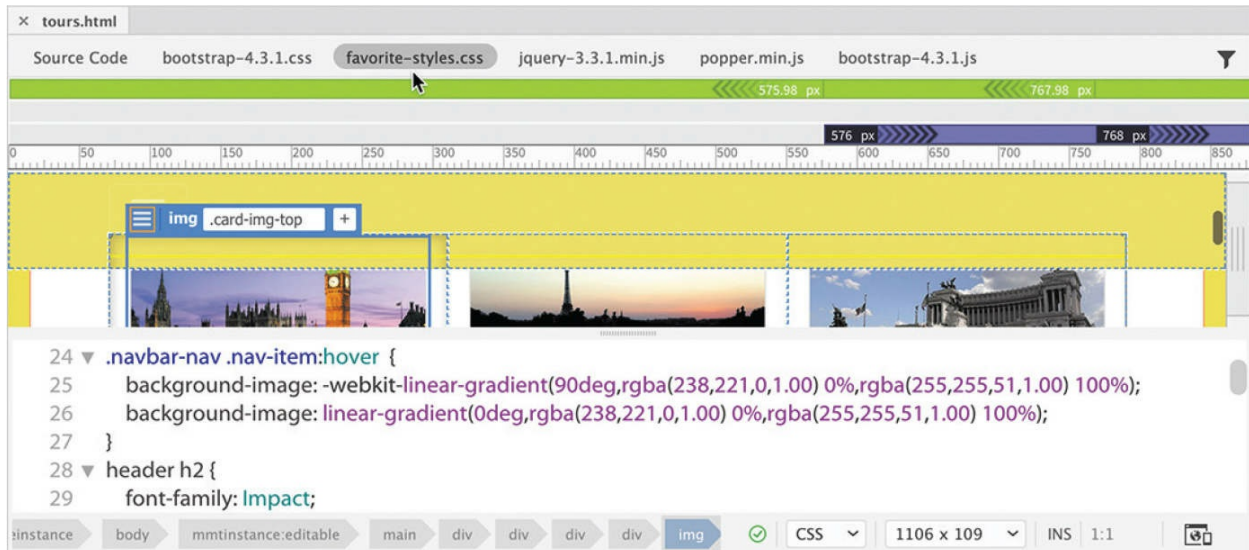 × tours.html
Source Code bootstrap-4.3.1.css favorite-styles.css jquery-3.3.1.min.js popper.min.js bootstrap-4.3.1.js
575.98 px 767.98 px
576 px 768 px
0 50 100 150 200 250 300 350 400 450 500 550 600 650 700 750 800 850
img .card-img-top +
24 ▼ .navbar-nav .nav-item:hover {
25 background-image: -webkit-linear-gradient(90deg,rgba(238,221,0,1.00) 0%,rgba(255,255,51,1.00) 100%);
26 background-image: linear-gradient(0deg,rgba(238,221,0,1.00) 0%,rgba(255,255,51,1.00) 100%);
27 }
28 ▼ header h2 {
29 font-family: Impact;
einstance body mmtinstance:editable main div div div div img CSS 1106 x 109 INS 1:1